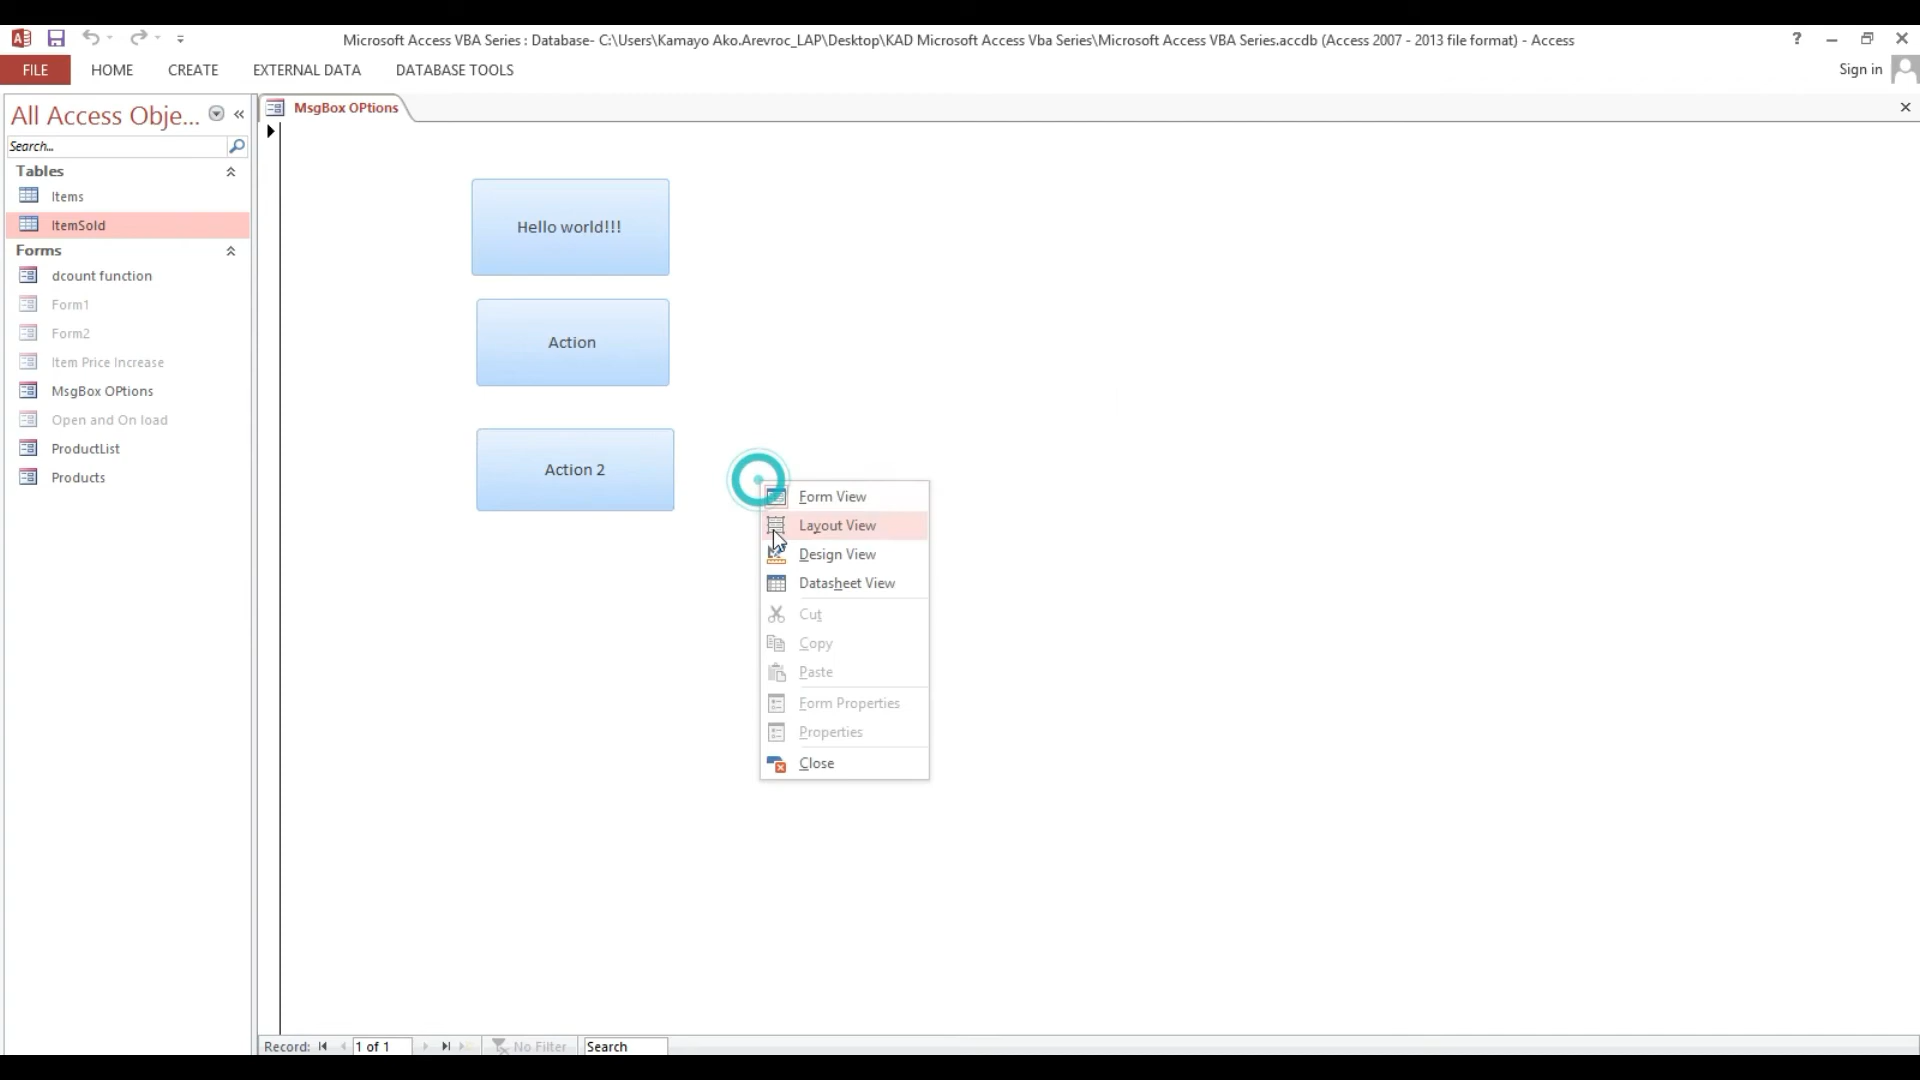 Microsoft Access VBA Series : Database- C:\Users\Kamayo Ako.Arevroc_LAP\Desktop\KAD Microsoft Access Vba Series\Microsoft Access VBA Series.accdb (Access 2007 - 2013 file format) - Access
?
FILE HOME CREATE EXTERNAL DATA DATABASE TOOLS
Sign in
All Access Obje...
Search...
Tables
Items
ItemSold
Forms
dcount function
Form1
Form2
Item Price Increase
MsgBox OPtions
Open and On load
ProductList
Products
MsgBox OPtions
Hello world!!!
Action
Action 2
Form View
Layout View
Design View
Datasheet View
Cut
Copy
Paste
Form Properties
Properties
Close
Record: 1 of 1 No Filter Search